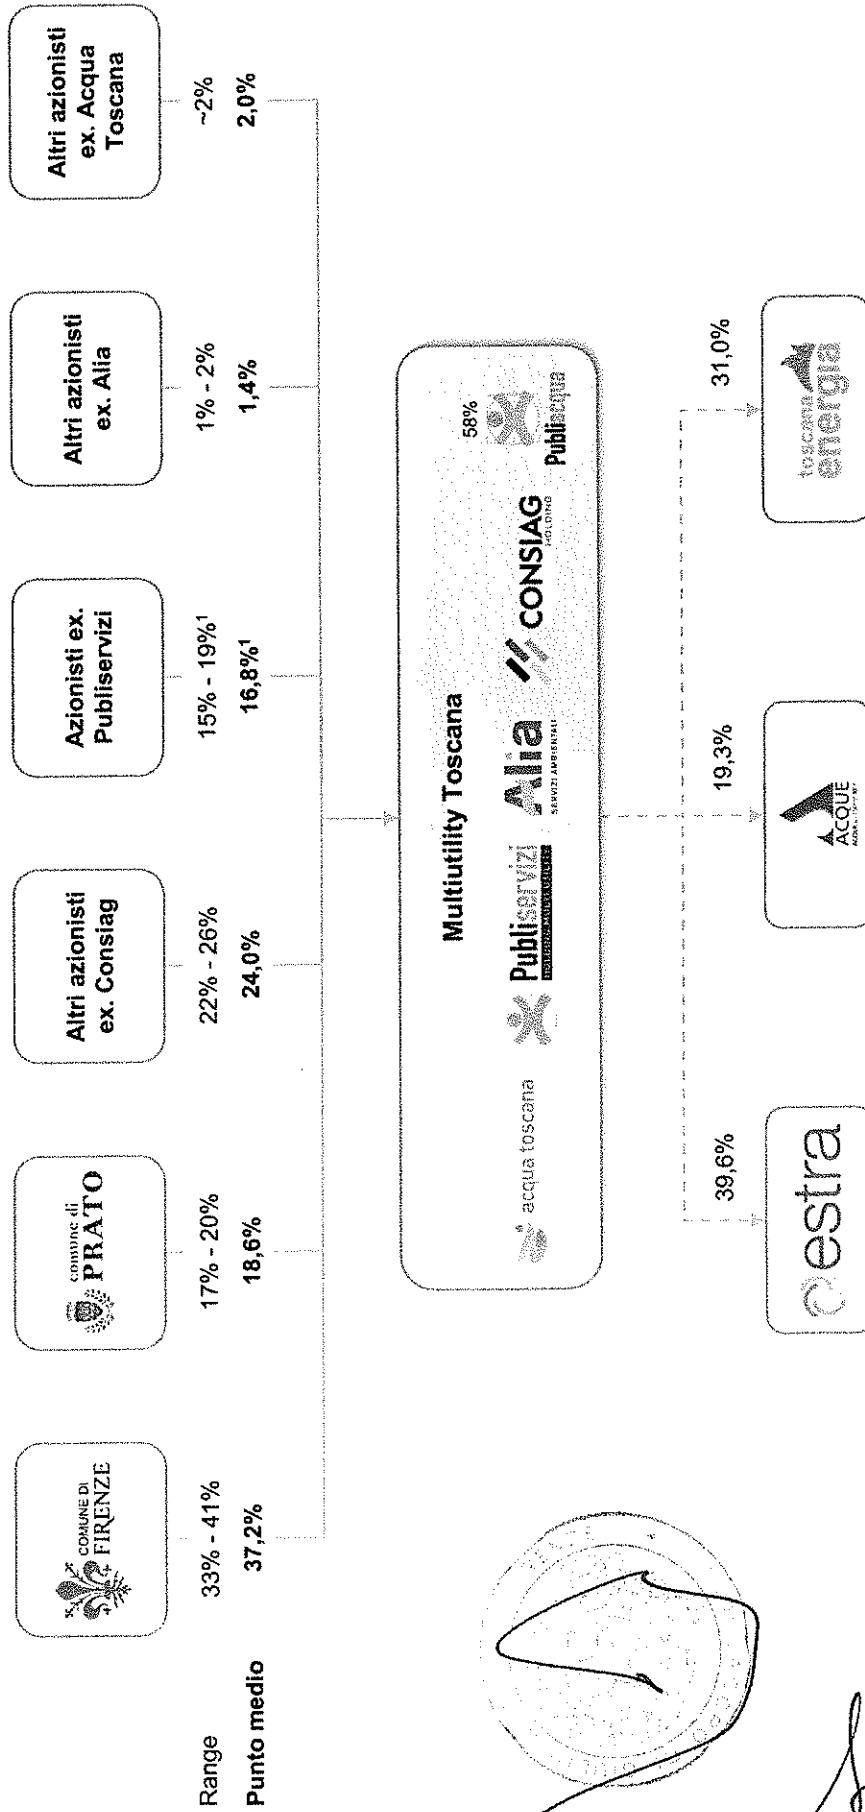 COMUNE DI
FIRENZE
comune di
PRATO
Altri azionisti
ex. Consiag
Azionisti ex.
Publiservizi
Altri azionisti
ex. Alia
Altri azionisti
ex. Acqua
Toscana
Range
33% - 41%
17% - 20%
22% - 26%
15% - 19%¹
1% - 2%
~2%
Punto medio
37,2%
18,6%
24,0%
16,8%¹
1,4%
2,0%
Multiutility Toscana
acqua toscana
Publiservizi
Alia
SERVIZI AMBIENTALI
CONSIAG
HOLDING
58%
Publiacqua
39,6%
19,3%
31,0%
estra
ACQUE
toscana
energia